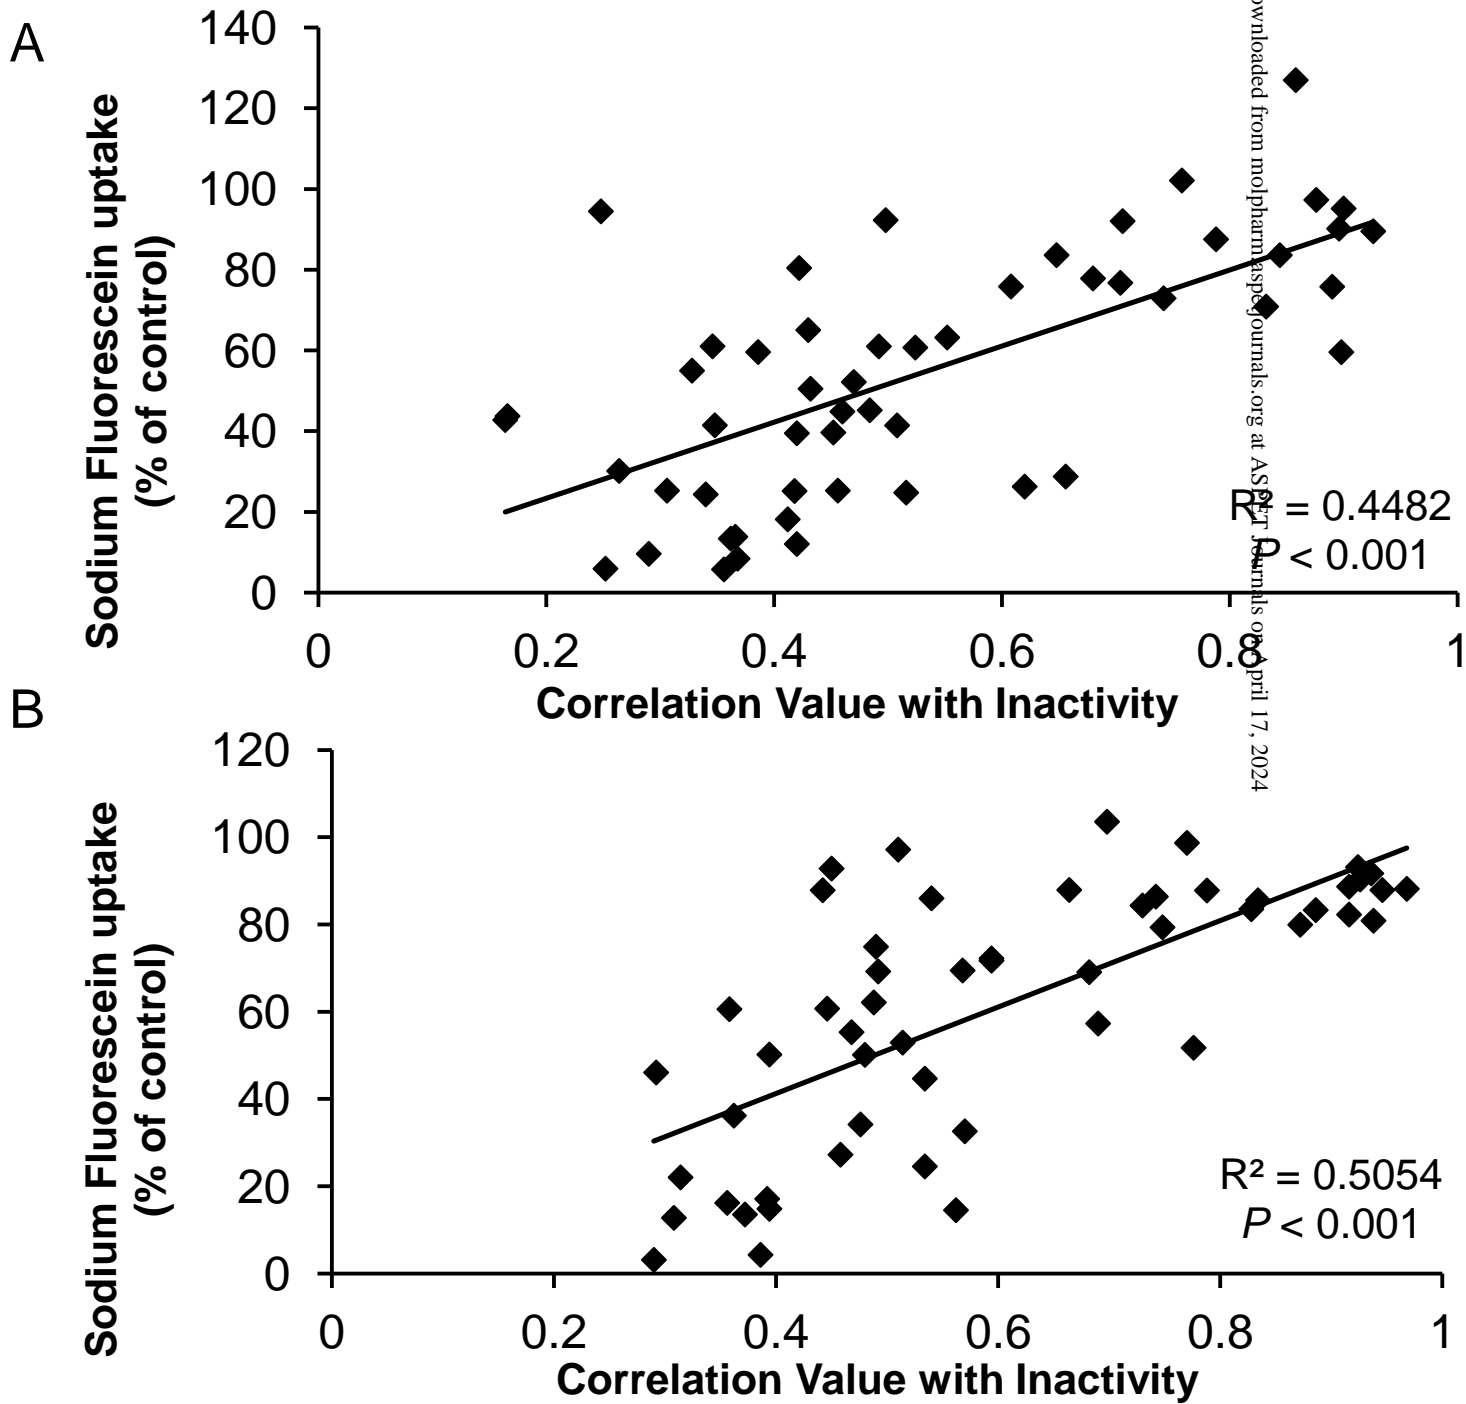 A
140
120
100
80
60
40
20
0
Sodium Fluorescein uptake
(% of control)
R² = 0.4482
P < 0.001
0 0.2 0.4 0.6 0.8 1
Correlation Value with Inactivity
ownloaded from molpharm.aspetjournals.org at ASPET Journals on April 17, 2024
B
120
100
80
60
40
20
0
Sodium Fluorescein uptake
(% of control)
R² = 0.5054
P < 0.001
0 0.2 0.4 0.6 0.8 1
Correlation Value with Inactivity